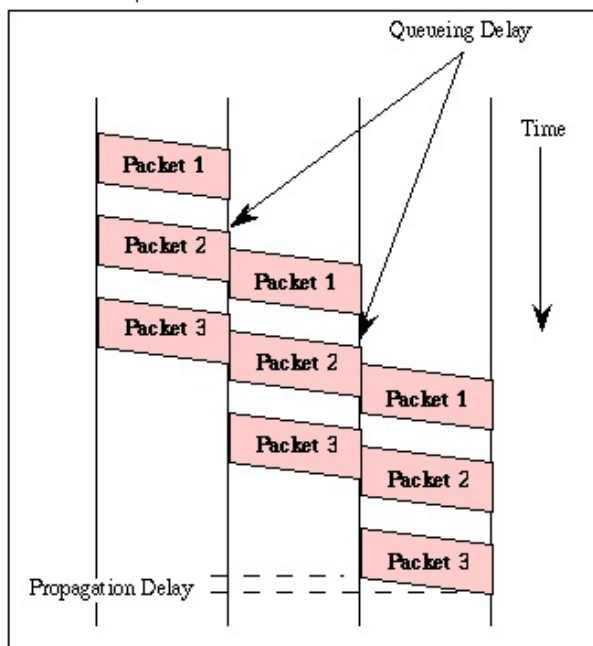 Queueing Delay
Time
Packet 1
Packet 2
Packet 1
Packet 3
Packet 2
Packet 1
Packet 3
Packet 2
Packet 3
Propagation Delay